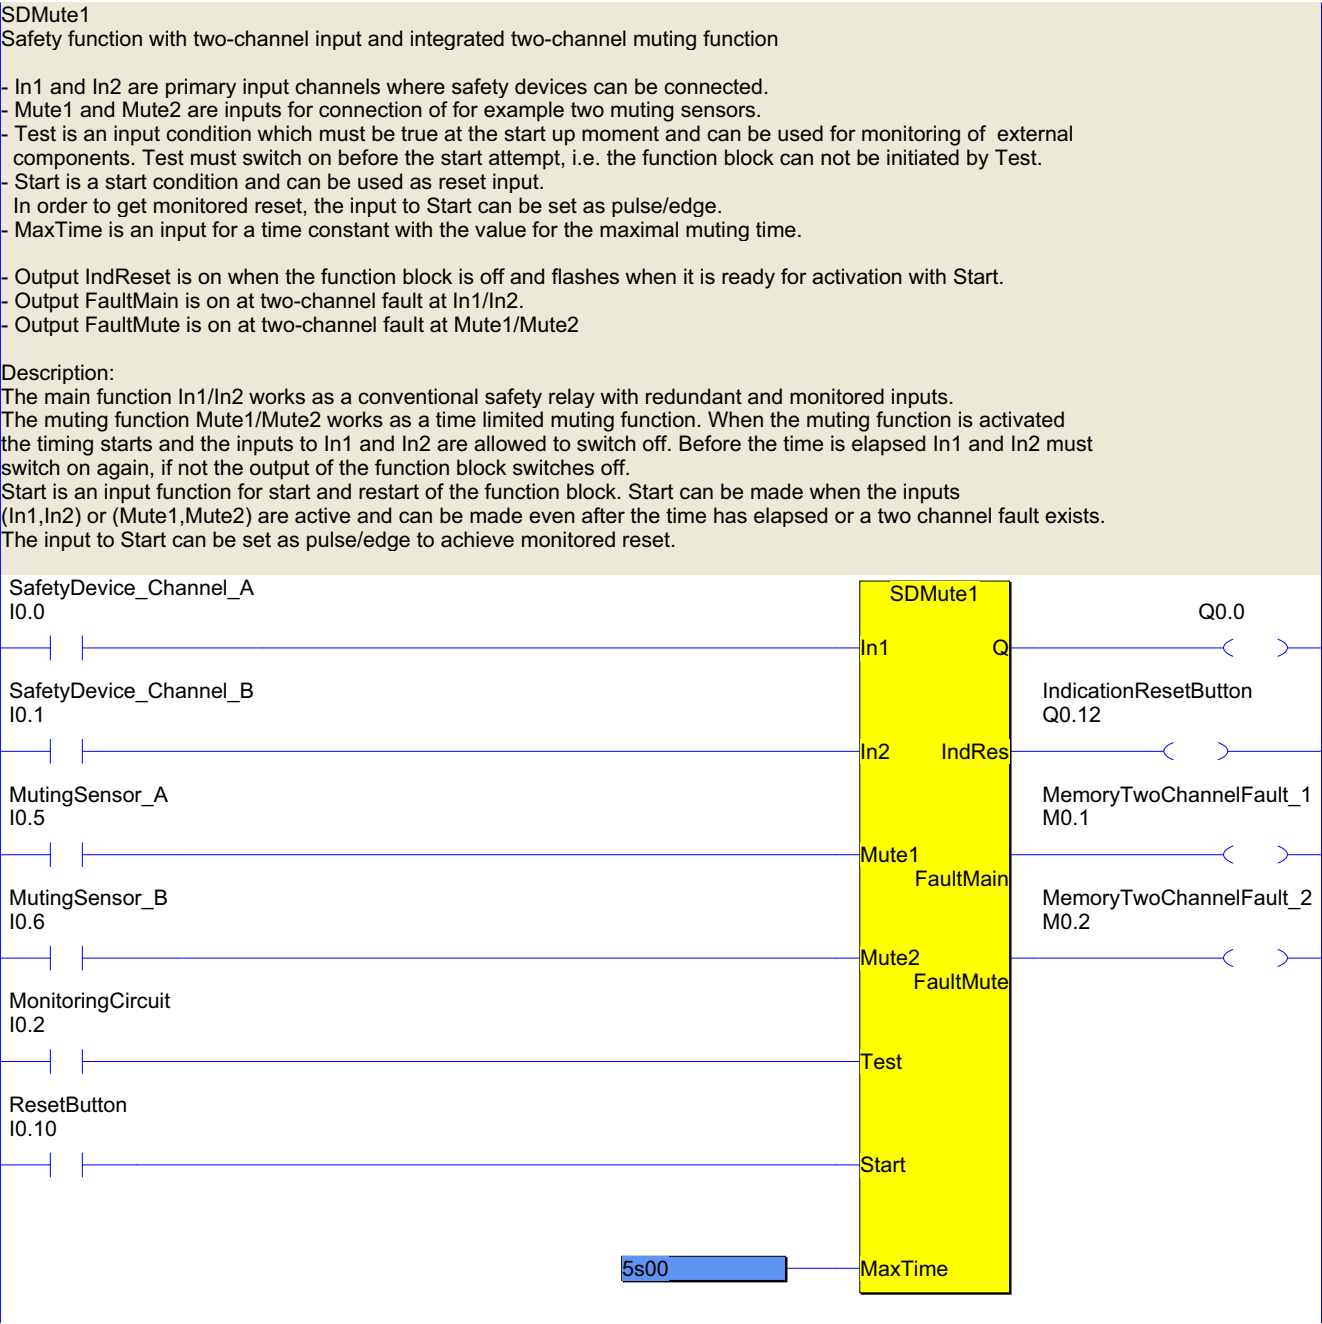 SDMute1
Safety function with two-channel input and integrated two-channel muting function
- In1 and In2 are primary input channels where safety devices can be connected.
- Mute1 and Mute2 are inputs for connection of for example two muting sensors.
- Test is an input condition which must be true at the start up moment and can be used for monitoring of  external
components. Test must switch on before the start attempt, i.e. the function block can not be initiated by Test.
- Start is a start condition and can be used as reset input.
In order to get monitored reset, the input to Start can be set as pulse/edge.
- MaxTime is an input for a time constant with the value for the maximal muting time.
- Output IndReset is on when the function block is off and flashes when it is ready for activation with Start.
- Output FaultMain is on at two-channel fault at In1/In2.
- Output FaultMute is on at two-channel fault at Mute1/Mute2
Description:
The main function In1/In2 works as a conventional safety relay with redundant and monitored inputs.
The muting function Mute1/Mute2 works as a time limited muting function. When the muting function is activated
the timing starts and the inputs to In1 and In2 are allowed to switch off. Before the time is elapsed In1 and In2 must
switch on again, if not the output of the function block switches off.
Start is an input function for start and restart of the function block. Start can be made when the inputs
(In1,In2) or (Mute1,Mute2) are active and can be made even after the time has elapsed or a two channel fault exists.
The input to Start can be set as pulse/edge to achieve monitored reset.
SafetyDevice_Channel_A
I0.0
SDMute1
Q0.0
In1
Q
SafetyDevice_Channel_B
I0.1
IndicationResetButton
Q0.12
In2
IndRes
MutingSensor_A
I0.5
MemoryTwoChannelFault_1
M0.1
Mute1
FaultMain
MutingSensor_B
I0.6
MemoryTwoChannelFault_2
M0.2
Mute2
FaultMute
MonitoringCircuit
I0.2
Test
ResetButton
I0.10
Start
5s00
MaxTime